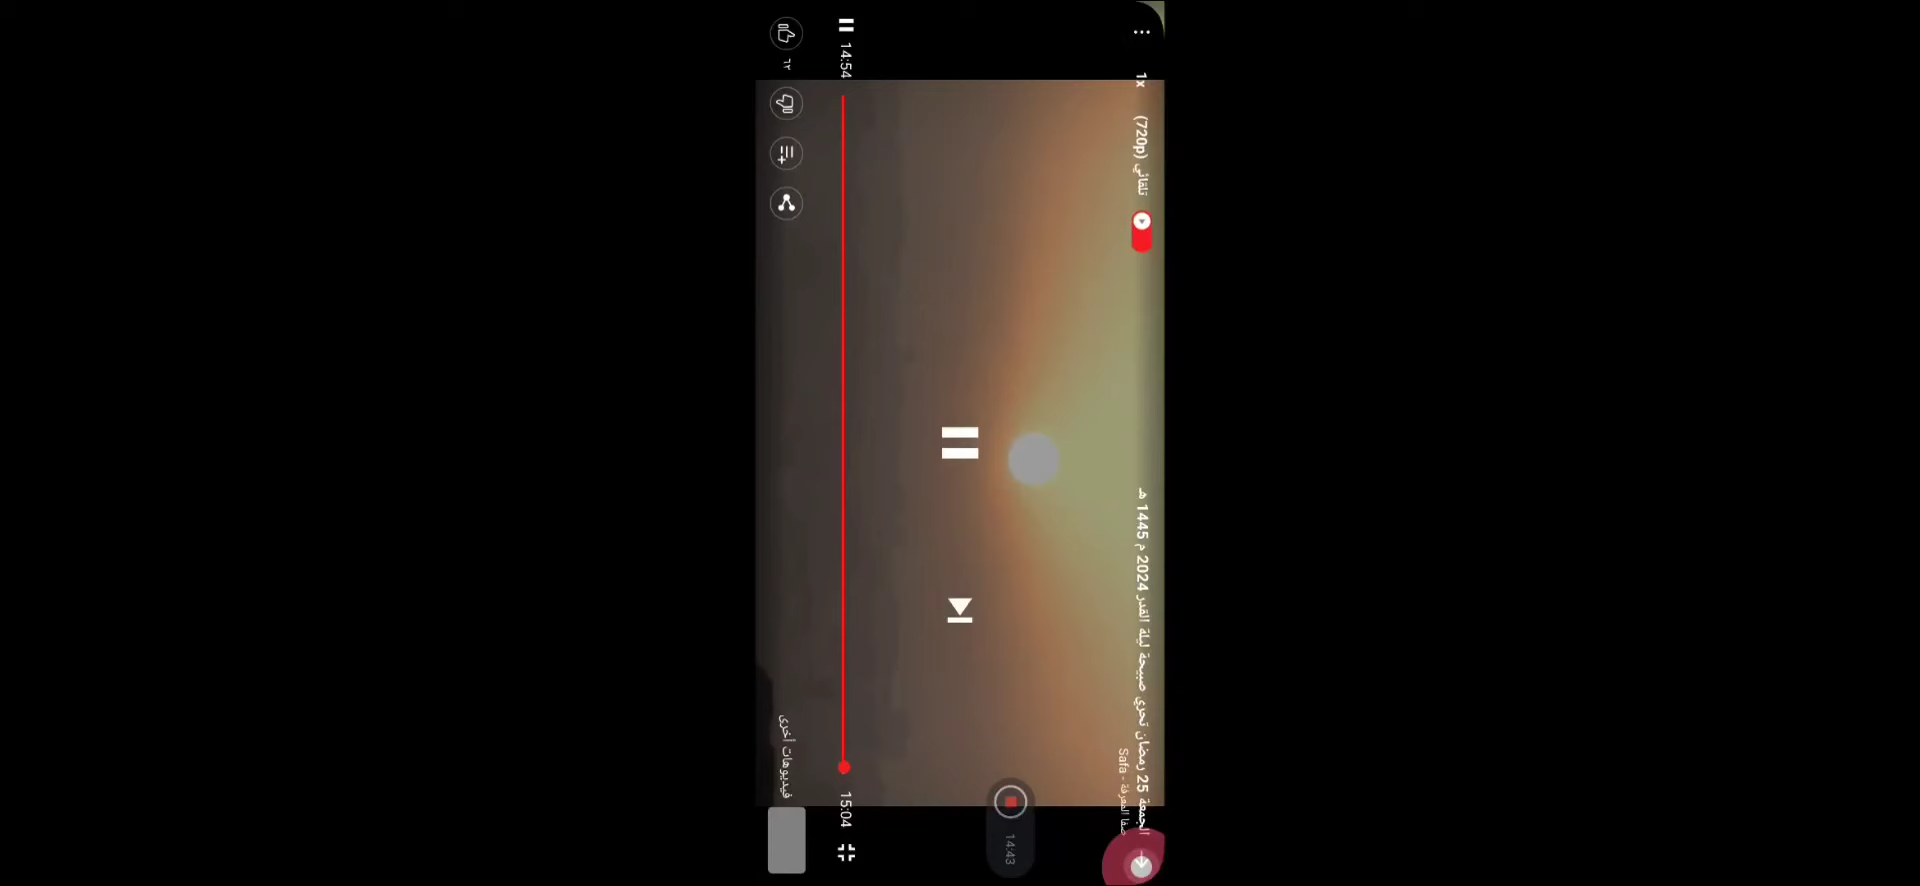 الجمعة 25 رمضان تحري صبيحة ليلة القدر 2024 م 1445 هـ
صفا المعرفة - Safa
تلقائي (720p)
1x
14:43
14:54
15:04
٦٢
فيديوهات أخرى